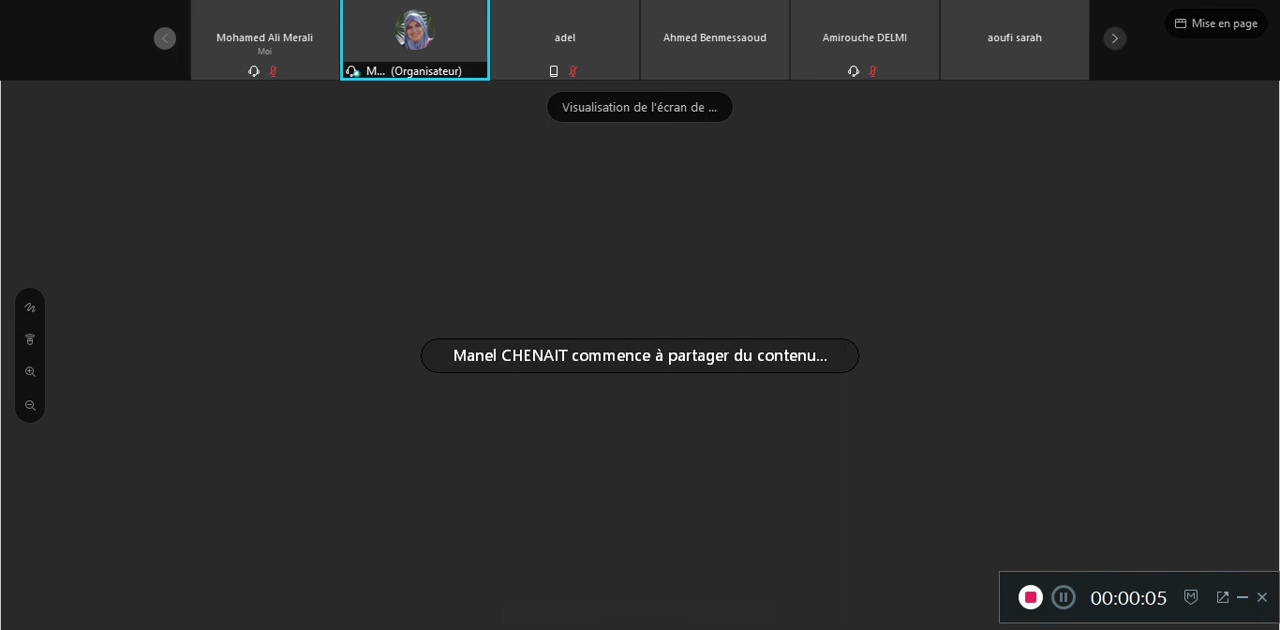 Mohamed Ali Merali
Moi
M... (Organisateur)
adel
Ahmed Benmessaoud
Amirouche DELMI
aoufi sarah
Mise en page
Visualisation de l'écran de ...
Manel CHENAIT commence à partager du contenu...
00:00:05